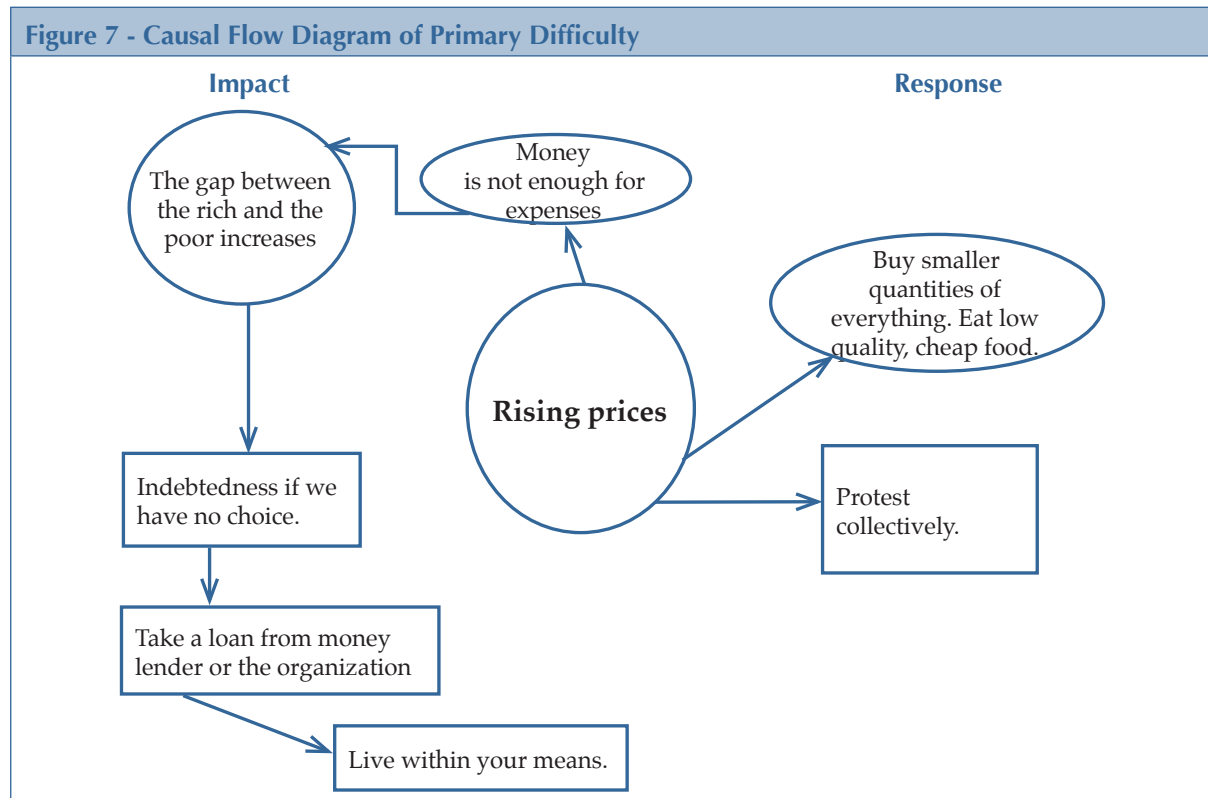 Figure 7 - Causal Flow Diagram of Primary Difficulty
Impact
Response
The gap between
the rich and the
poor increases
Money
is not enough for
expenses
Buy smaller
quantities of
everything. Eat low
quality, cheap food.
Rising prices
Indebtedness if we
have no choice.
Protest
collectively.
Take a loan from money
lender or the organization
Live within your means.